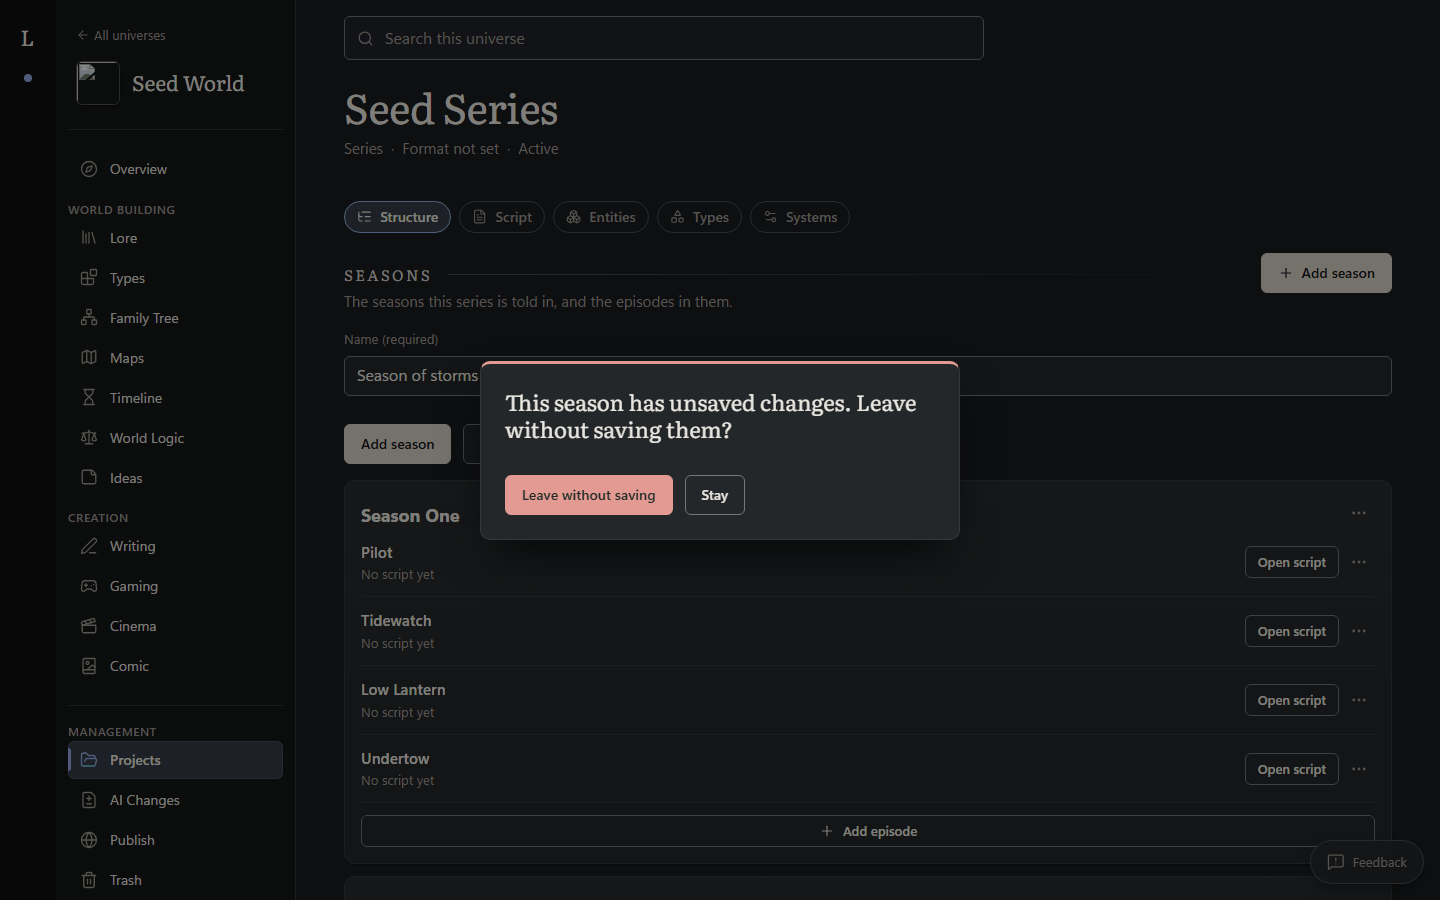 L
All universes
Seed World
Overview
WORLD BUILDING
Lore
Types
Family Tree
Maps
Timeline
World Logic
Ideas
CREATION
Writing
Gaming
Cinema
Comic
MANAGEMENT
Projects
AI Changes
Publish
Trash
Search this universe
Seed Series
Series · Format not set · Active
Structure
Script
Entities
Types
Systems
SEASONS
Add season
The seasons this series is told in, and the episodes in them.
Name (required)
Season of storms
Add season
This season has unsaved changes. Leave
without saving them?
Leave without saving
Stay
Season One
Pilot
No script yet
Open script
Tidewatch
No script yet
Open script
Low Lantern
No script yet
Open script
Undertow
No script yet
Open script
Add episode
Feedback